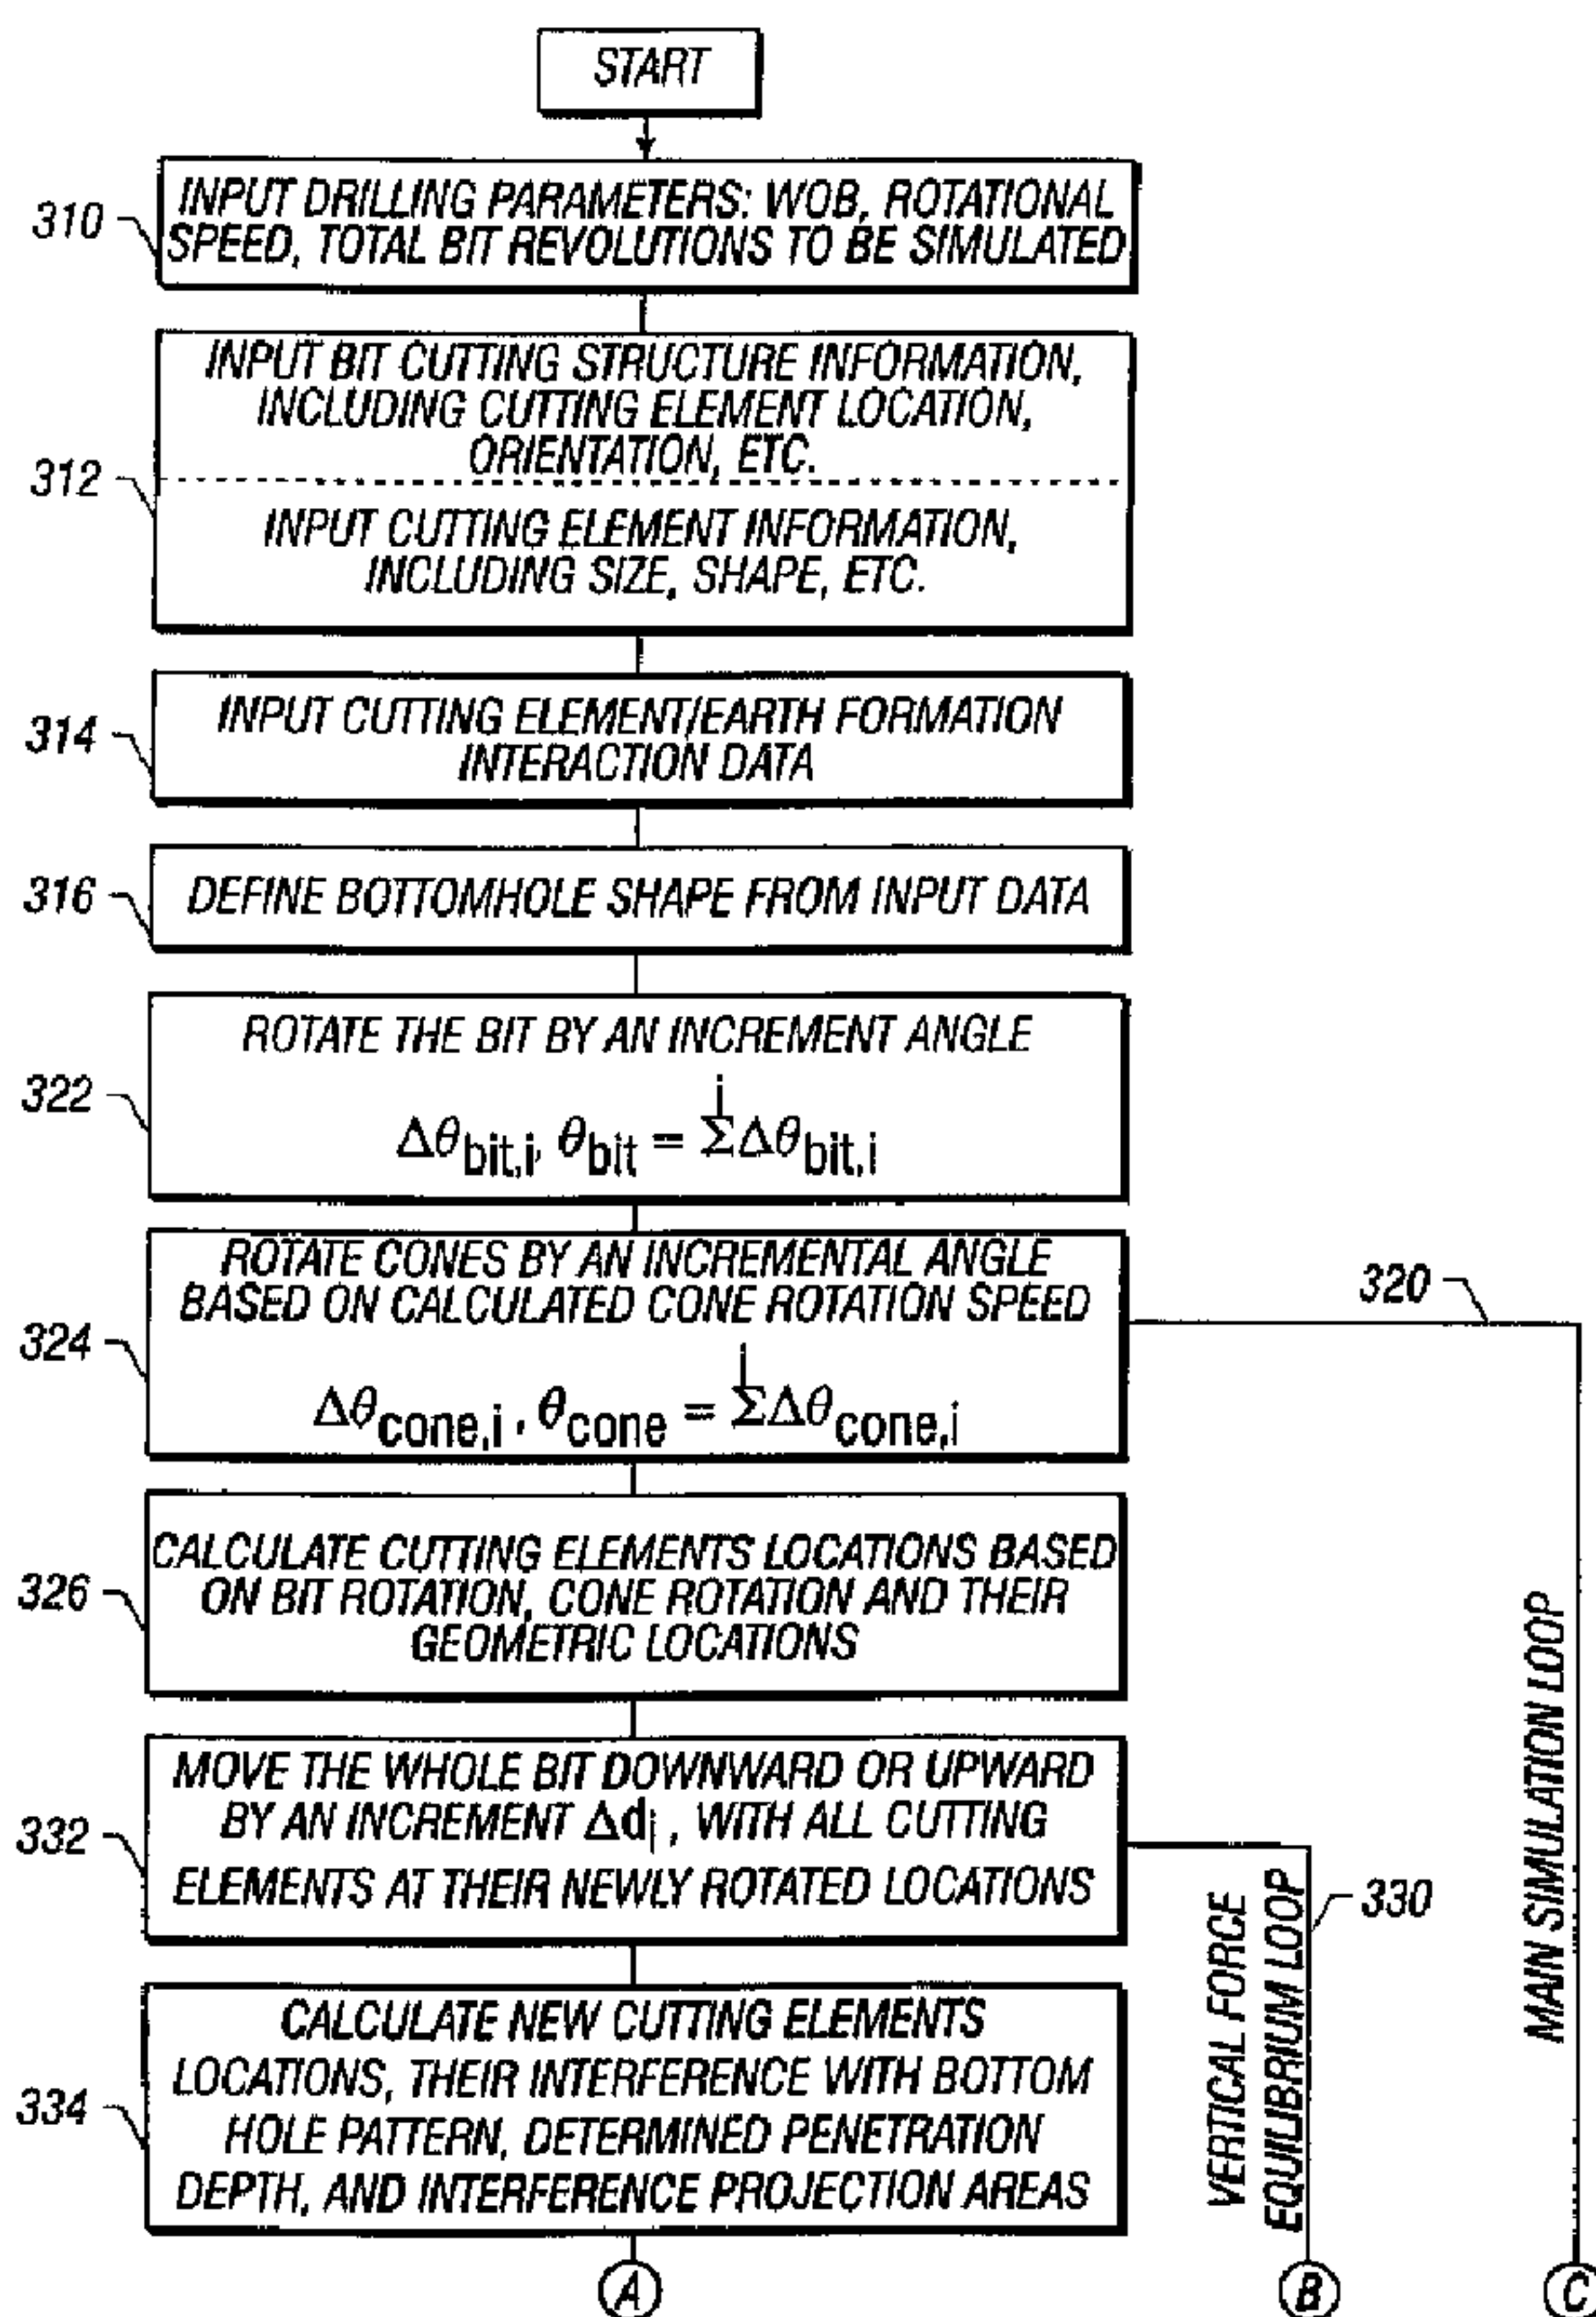 START
310
INPUT DRILLING PARAMETERS: WOB, ROTATIONAL
SPEED, TOTAL BIT REVOLUTIONS TO BE SIMULATED
312
INPUT BIT CUTTING STRUCTURE INFORMATION,
INCLUDING CUTTING ELEMENT LOCATION,
ORIENTATION, ETC.
INPUT CUTTING ELEMENT INFORMATION,
INCLUDING SIZE, SHAPE, ETC.
314
INPUT CUTTING ELEMENT/EARTH FORMATION
INTERACTION DATA
316
DEFINE BOTTOMHOLE SHAPE FROM INPUT DATA
322
ROTATE THE BIT BY AN INCREMENT ANGLE
i
Δθbit,i, θbit = ΣΔθbit,i
324
ROTATE CONES BY AN INCREMENTAL ANGLE
BASED ON CALCULATED CONE ROTATION SPEED
i
Δθcone,i, θcone = ΣΔθcone,i
320
326
CALCULATE CUTTING ELEMENTS LOCATIONS BASED
ON BIT ROTATION, CONE ROTATION AND THEIR
GEOMETRIC LOCATIONS
332
MOVE THE WHOLE BIT DOWNWARD OR UPWARD
BY AN INCREMENT Δdi, WITH ALL CUTTING
ELEMENTS AT THEIR NEWLY ROTATED LOCATIONS
330
VERTICAL FORCE
EQUILIBRIUM LOOP
MAIN SIMULATION LOOP
334
CALCULATE NEW CUTTING ELEMENTS
LOCATIONS, THEIR INTERFERENCE WITH BOTTOM
HOLE PATTERN, DETERMINED PENETRATION
DEPTH, AND INTERFERENCE PROJECTION AREAS
A
B
C